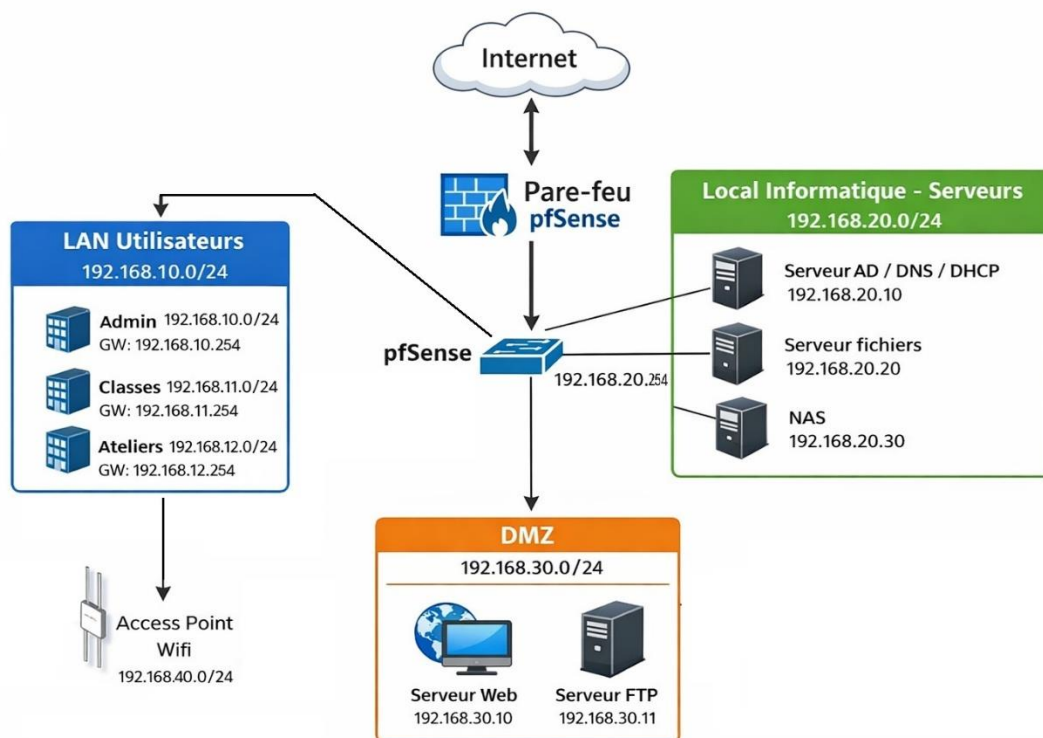 Internet
Pare-feu
pfSense
LAN Utilisateurs
192.168.10.0/24
Admin 192.168.10.0/24
GW: 192.168.10.254
Classes 192.168.11.0/24
GW: 192.168.11.254
Ateliers 192.168.12.0/24
GW: 192.168.12.254
Access Point
Wifi
192.168.40.0/24
pfSense
192.168.20.254
Local Informatique - Serveurs
192.168.20.0/24
Serveur AD / DNS / DHCP
192.168.20.10
Serveur fichiers
192.168.20.20
NAS
192.168.20.30
DMZ
192.168.30.0/24
Serveur Web
192.168.30.10
Serveur FTP
192.168.30.11